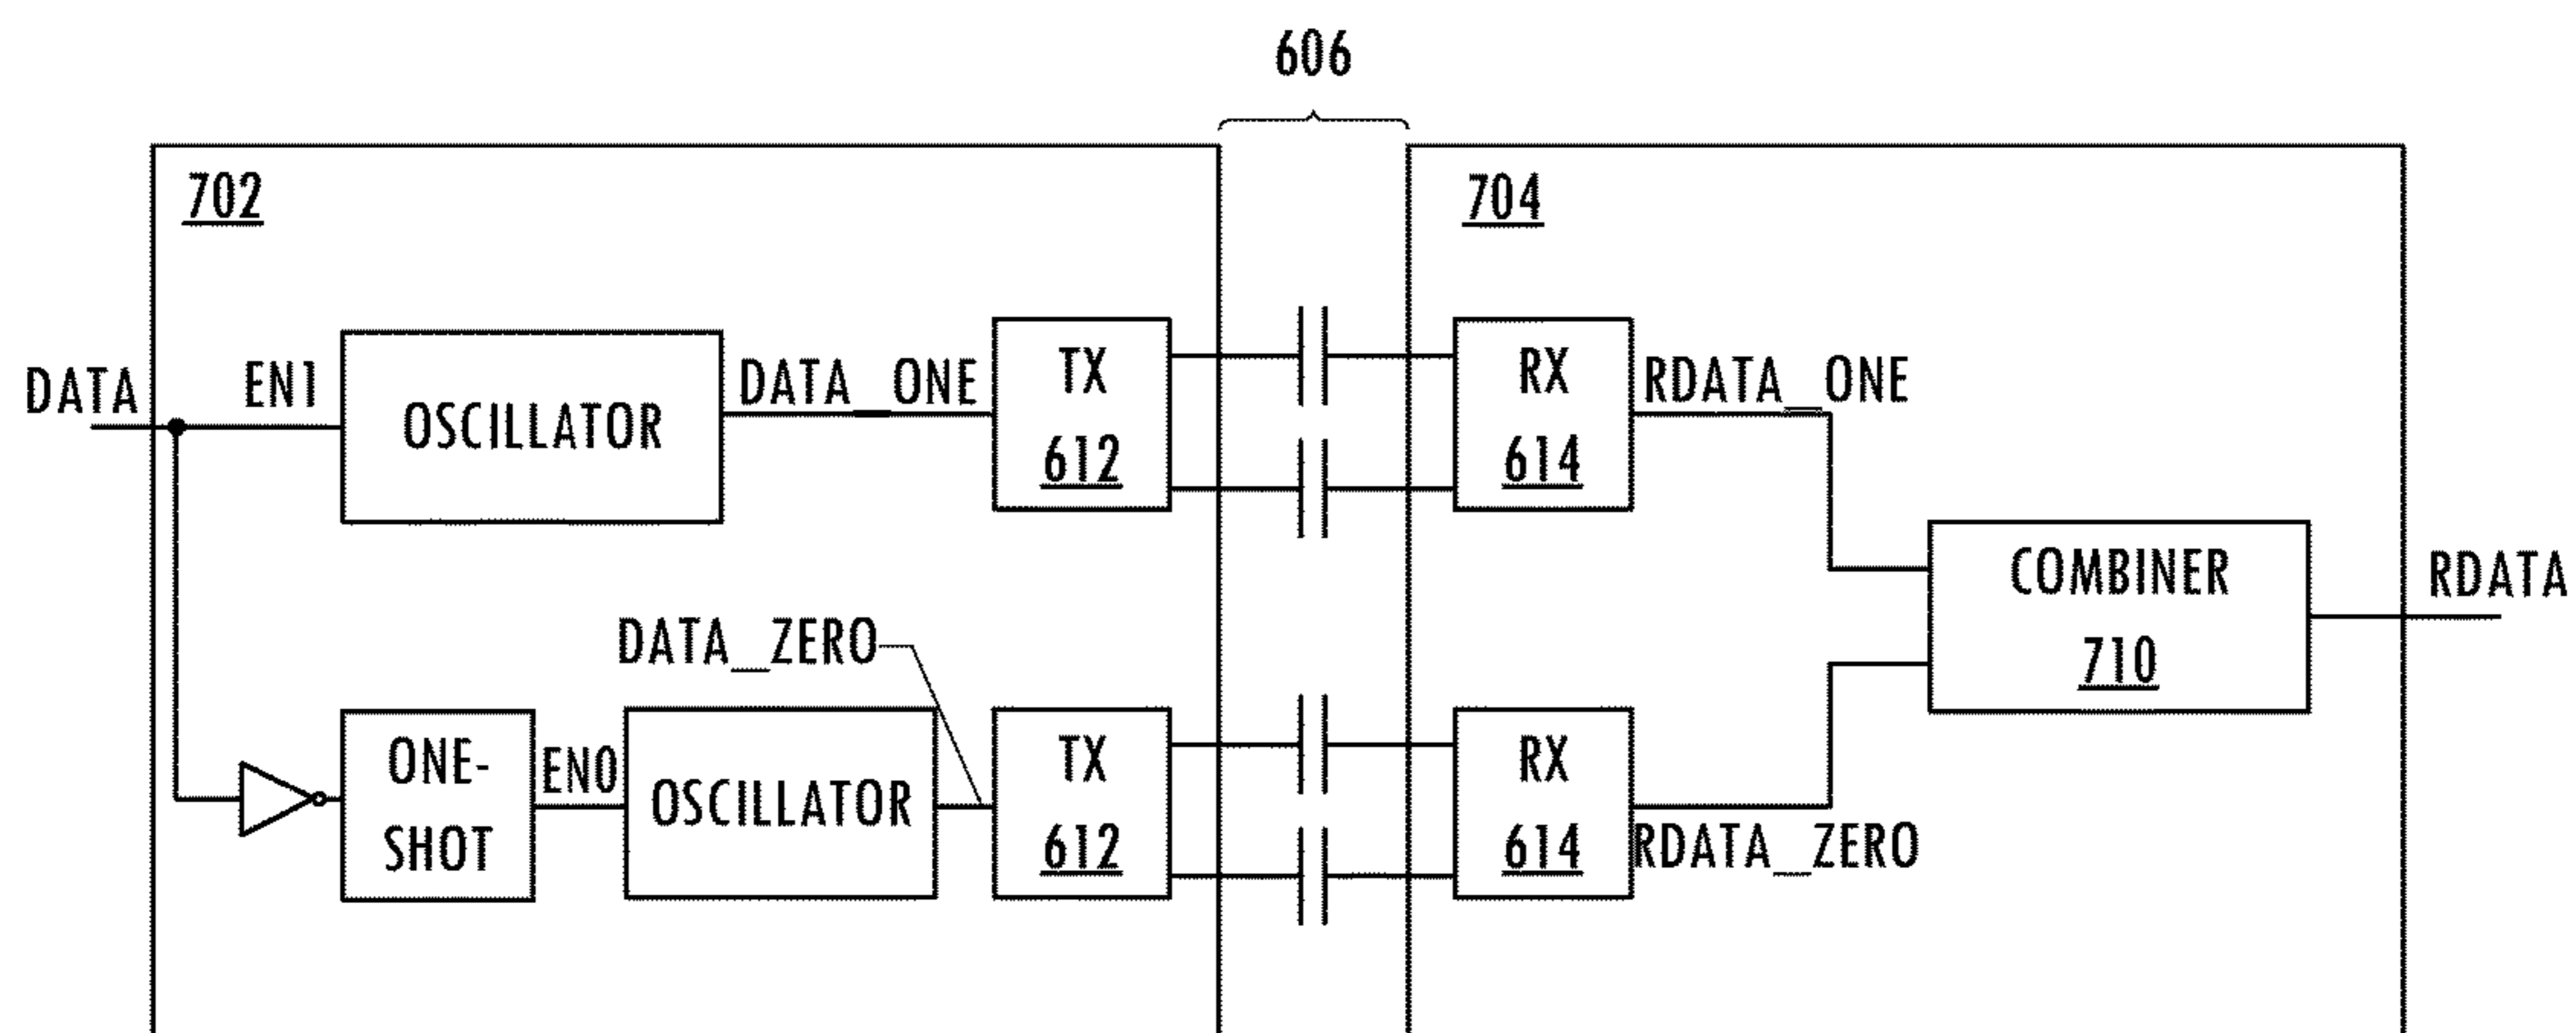 606
702
704
DATA
EN1
OSCILLATOR
DATA_ONE
TX
612
RX
614
RDATA_ONE
COMBINER
710
RDATA
DATA_ZERO
ONE-
SHOT
EN0
OSCILLATOR
TX
612
RX
614
RDATA_ZERO